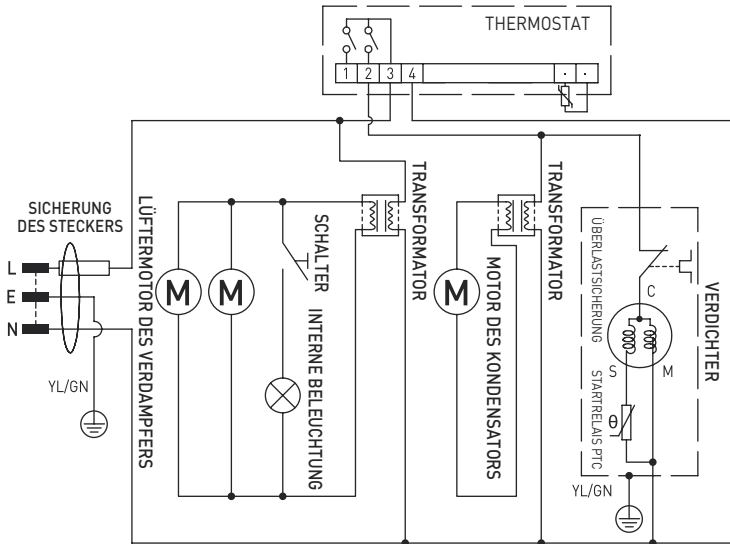 THERMOSTAT
1 2 3 4 · ·
SICHERUNG
DES STECKERS
L
E
N
YL/GN
LÜFTERMOTOR DES VERDAMPFERS
M
M
SCHALTER
INTERNE BELEUCHTUNG
TRANSFORMATOR
M
MOTOR DES KONDENSATORS
TRANSFORMATOR
ÜBERLASTSICHERUNG
C
S
M
STARTRELAIS PTC
θ
VERDICHTER
YL/GN